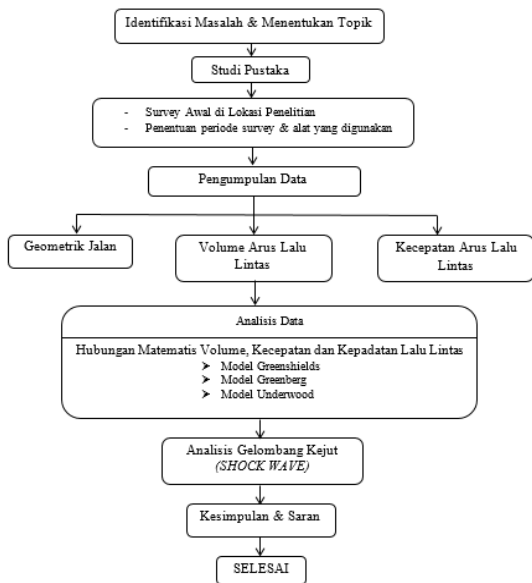 Identifikasi Masalah & Menentukan Topik
Studi Pustaka
- Survey Awal di Lokasi Penelitian
- Penentuan periode survey & alat yang digunakan
Pengumpulan Data
Geometrik Jalan
Volume Arus Lalu
Lintas
Kecepatan Arus Lalu
Lintas
Analisis Data
Hubungan Matematis Volume, Kecepatan dan Kepadatan Lalu Lintas
➤ Model Greenshields
➤ Model Greenberg
➤ Model Underwood
Analisis Gelombang Kejut
(SHOCK WAVE)
Kesimpulan & Saran
SELESAI